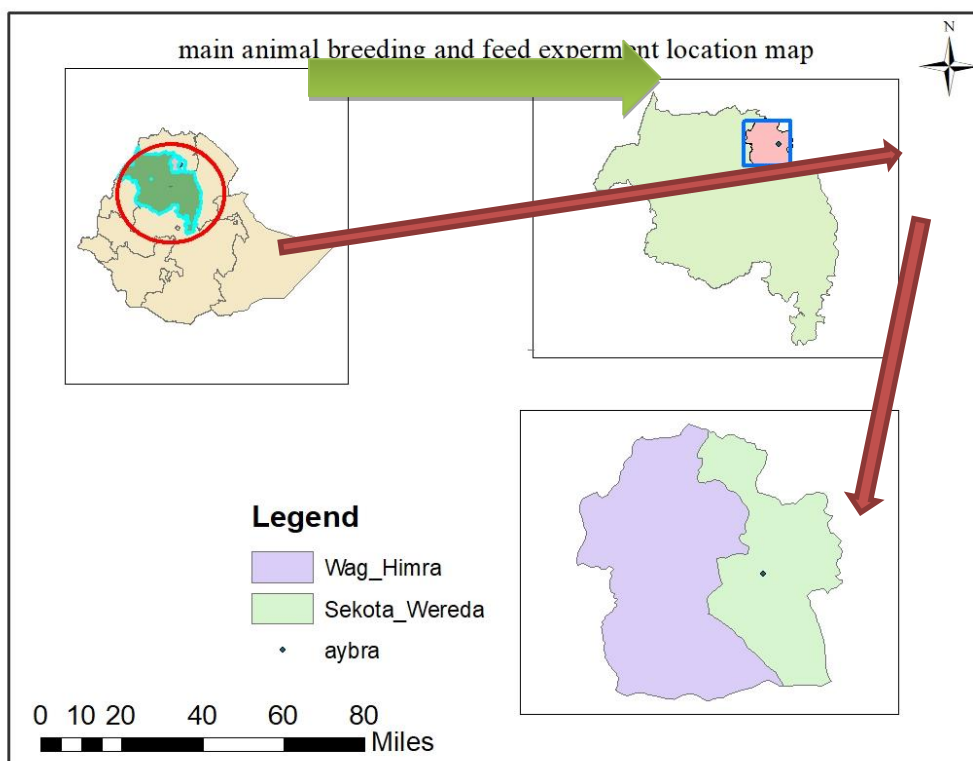 main animal breeding and feed experment location map
N
Legend
Wag_Himra
Sekota_Wereda
aybra
0 10 20 40 60 80
Miles